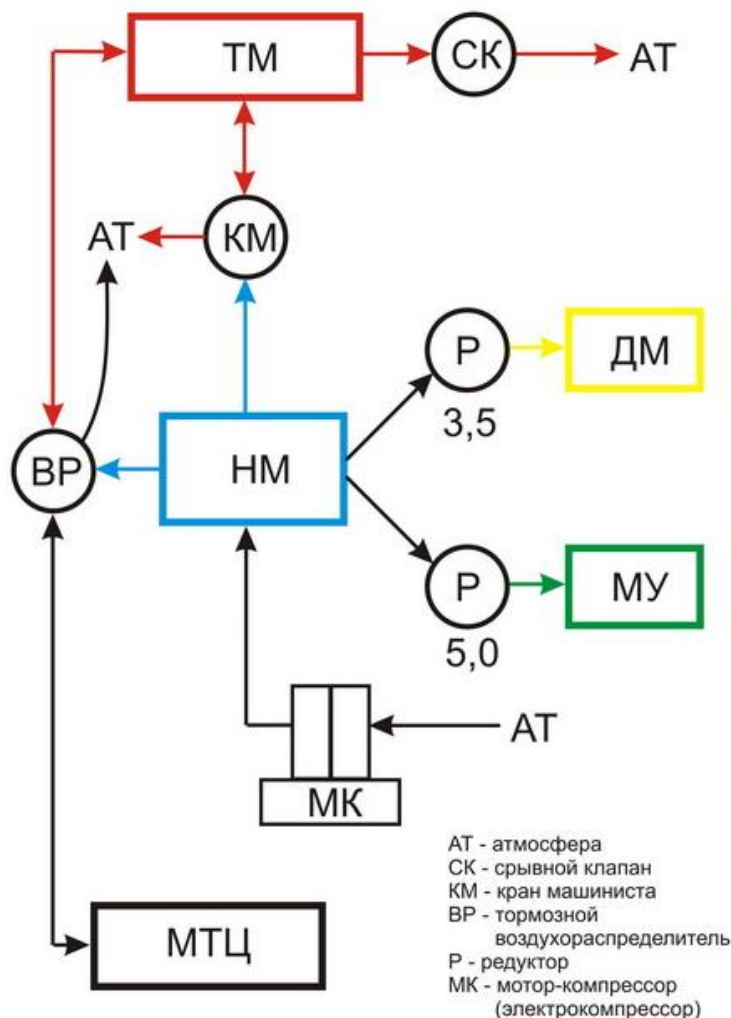 ТМ
СК
АТ
АТ
КМ
Р
ДМ
3,5
ВР
НМ
Р
МУ
5,0
АТ
МК
АТ - атмосфера
СК - срывной клапан
КМ - кран машиниста
ВР - тормозной
воздухораспределитель
Р - редуктор
МК - мотор-компрессор
(электрокомпрессор)
МТЦ